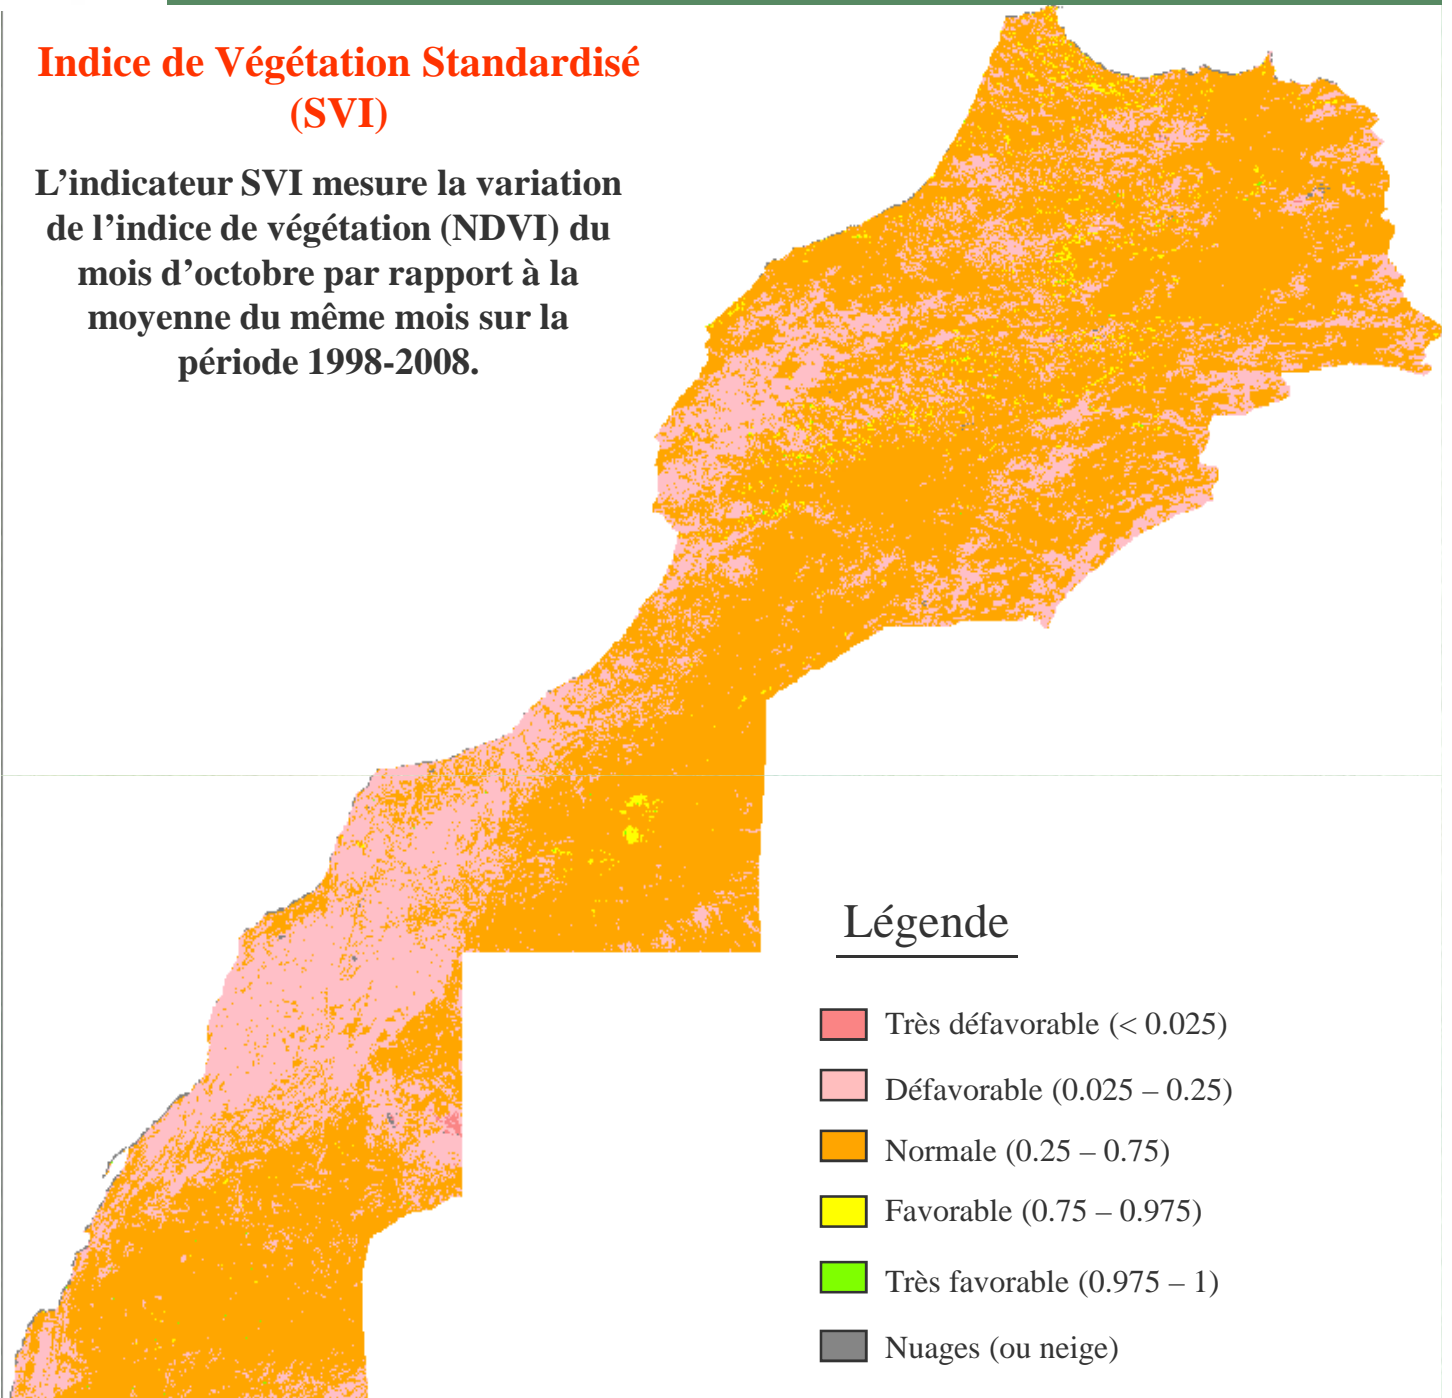 Indice de Végétation Standardisé
(SVI)
L’indicateur SVI mesure la variation
de l’indice de végétation (NDVI) du
mois d’octobre par rapport à la
moyenne du même mois sur la
période 1998-2008.
Légende
Très défavorable (< 0.025)
Défavorable (0.025 – 0.25)
Normale (0.25 – 0.75)
Favorable (0.75 – 0.975)
Très favorable (0.975 – 1)
Nuages (ou neige)